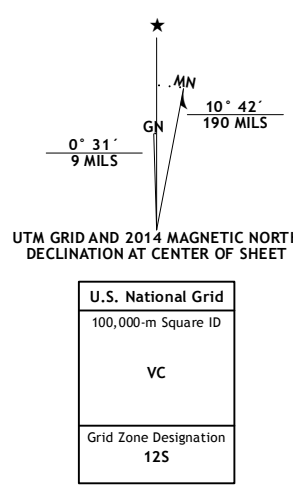 MN
10° 42´
190 MILS
GN
0° 31´
9 MILS
UTM GRID AND 2014 MAGNETIC NORT
DECLINATION AT CENTER OF SHEET
U.S. National Grid
100,000-m Square ID
VC
Grid Zone Designation
12S